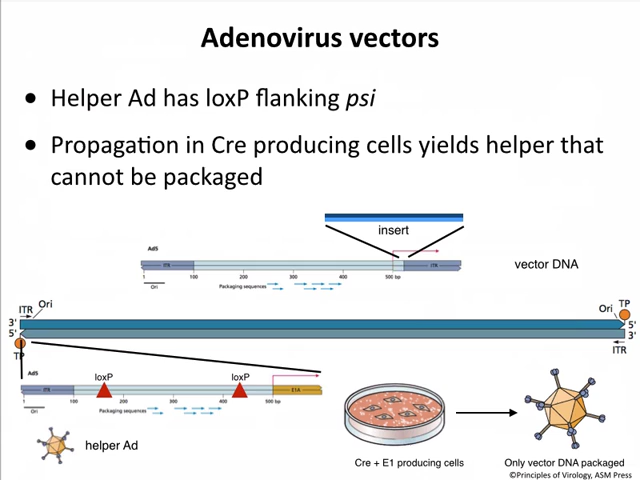 Adenovirus vectors
● Helper Ad has loxP flanking psi
● Propagation in Cre producing cells yields helper that
cannot be packaged
insert
Ad5
ITR
ITR
1 100 200 300 400 500 bp
Ori
Packaging sequences
vector DNA
ITR
Ori
Ori
TP
3'
5'
5'
3'
TP
ITR
Ad5
loxP
loxP
ITR
E1A
1 100 200 300 400 500 bp
Ori
Packaging sequences
helper Ad
Cre + E1 producing cells
Only vector DNA packaged
©Principles of Virology, ASM Press